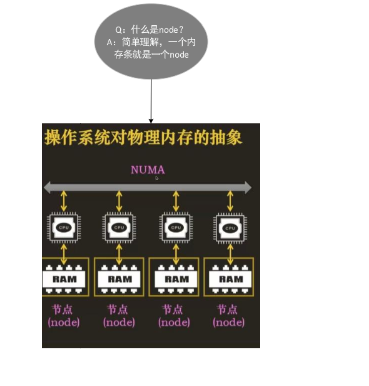 Q: 什么是node?
A: 简单理解，一个内
存条就是一个node
操作系统对物理内存的抽象
NUMA
CPU CPU CPU CPU
RAM RAM RAM RAM
节点 节点 节点 节点
(node) (node) (node) (node)